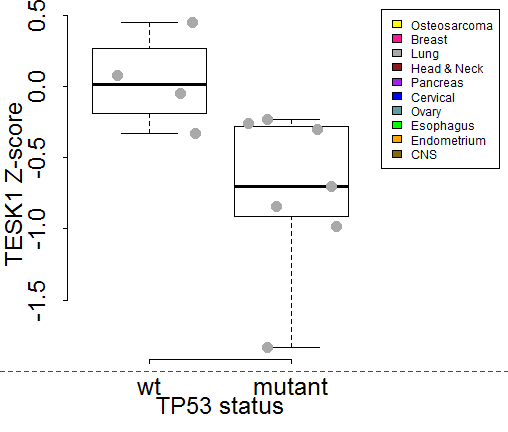 0.5
0.0
-0.5
-1.0
-1.5
TESK1 Z-score
wt
mutant
TP53 status
Osteosarcoma
Breast
Lung
Head & Neck
Pancreas
Cervical
Ovary
Esophagus
Endometrium
CNS